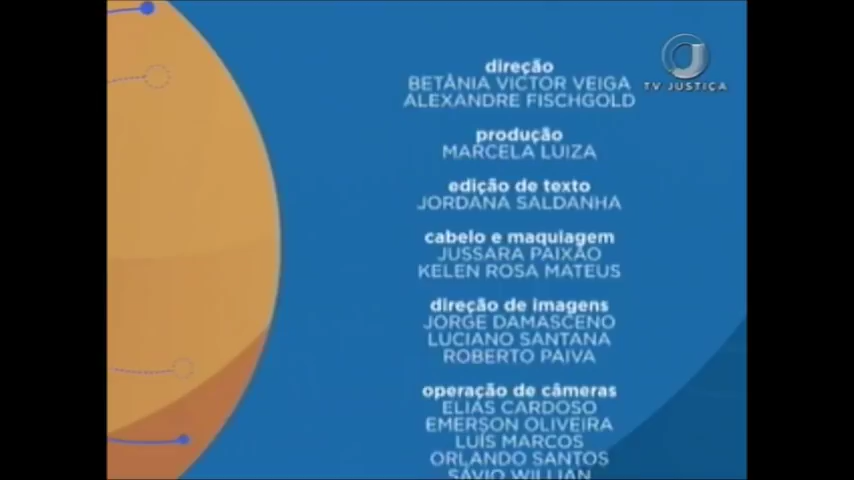 direção
BETÂNIA VICTOR VEIGA
ALEXANDRE FISCHGOLD
TV JUSTIÇA
produção
MARCELA LUIZA
edição de texto
JORDANA SALDANHA
cabelo e maquiagem
JUSSARA PAIXÃO
KELEN ROSA MATEUS
direção de imagens
JORGE DAMASCENO
LUCIANO SANTANA
ROBERTO PAIVA
operação de câmeras
ELIAS CARDOSO
EMERSON OLIVEIRA
LUÍS MARCOS
ORLANDO SANTOS
SÁVIO WILLIAN